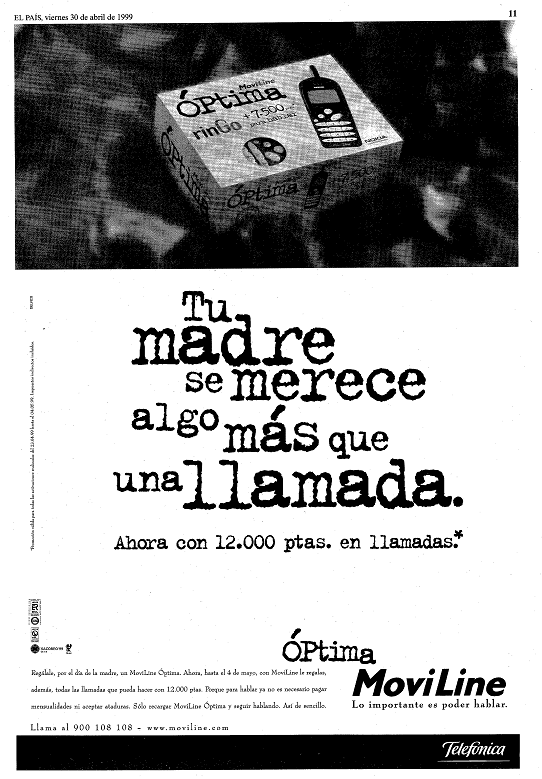 EL PAÍS, viernes 30 de abril de 1999
11
MoviLine
ÓPtima
rinGo
+7.500
NOKIA
ÓPtima
ÓPtima
Tu
madre
se merece
algo más que
una llamada.
Ahora con 12.000 ptas. en llamadas.*
ÓPtima
MoviLine
Lo importante es poder hablar.
Regálale, por el día de la madre, un MoviLine Óptima. Ahora, hasta el 4 de mayo, con MoviLine le regalas,
además, todas las llamadas que pueda hacer con 12.000 ptas. Porque para hablar ya no es necesario pagar
mensualidades ni aceptar ataduras. Sólo recargar MoviLine Óptima y seguir hablando. Así de sencillo.
Llama al 900 108 108 - www.moviline.com
Telefónica